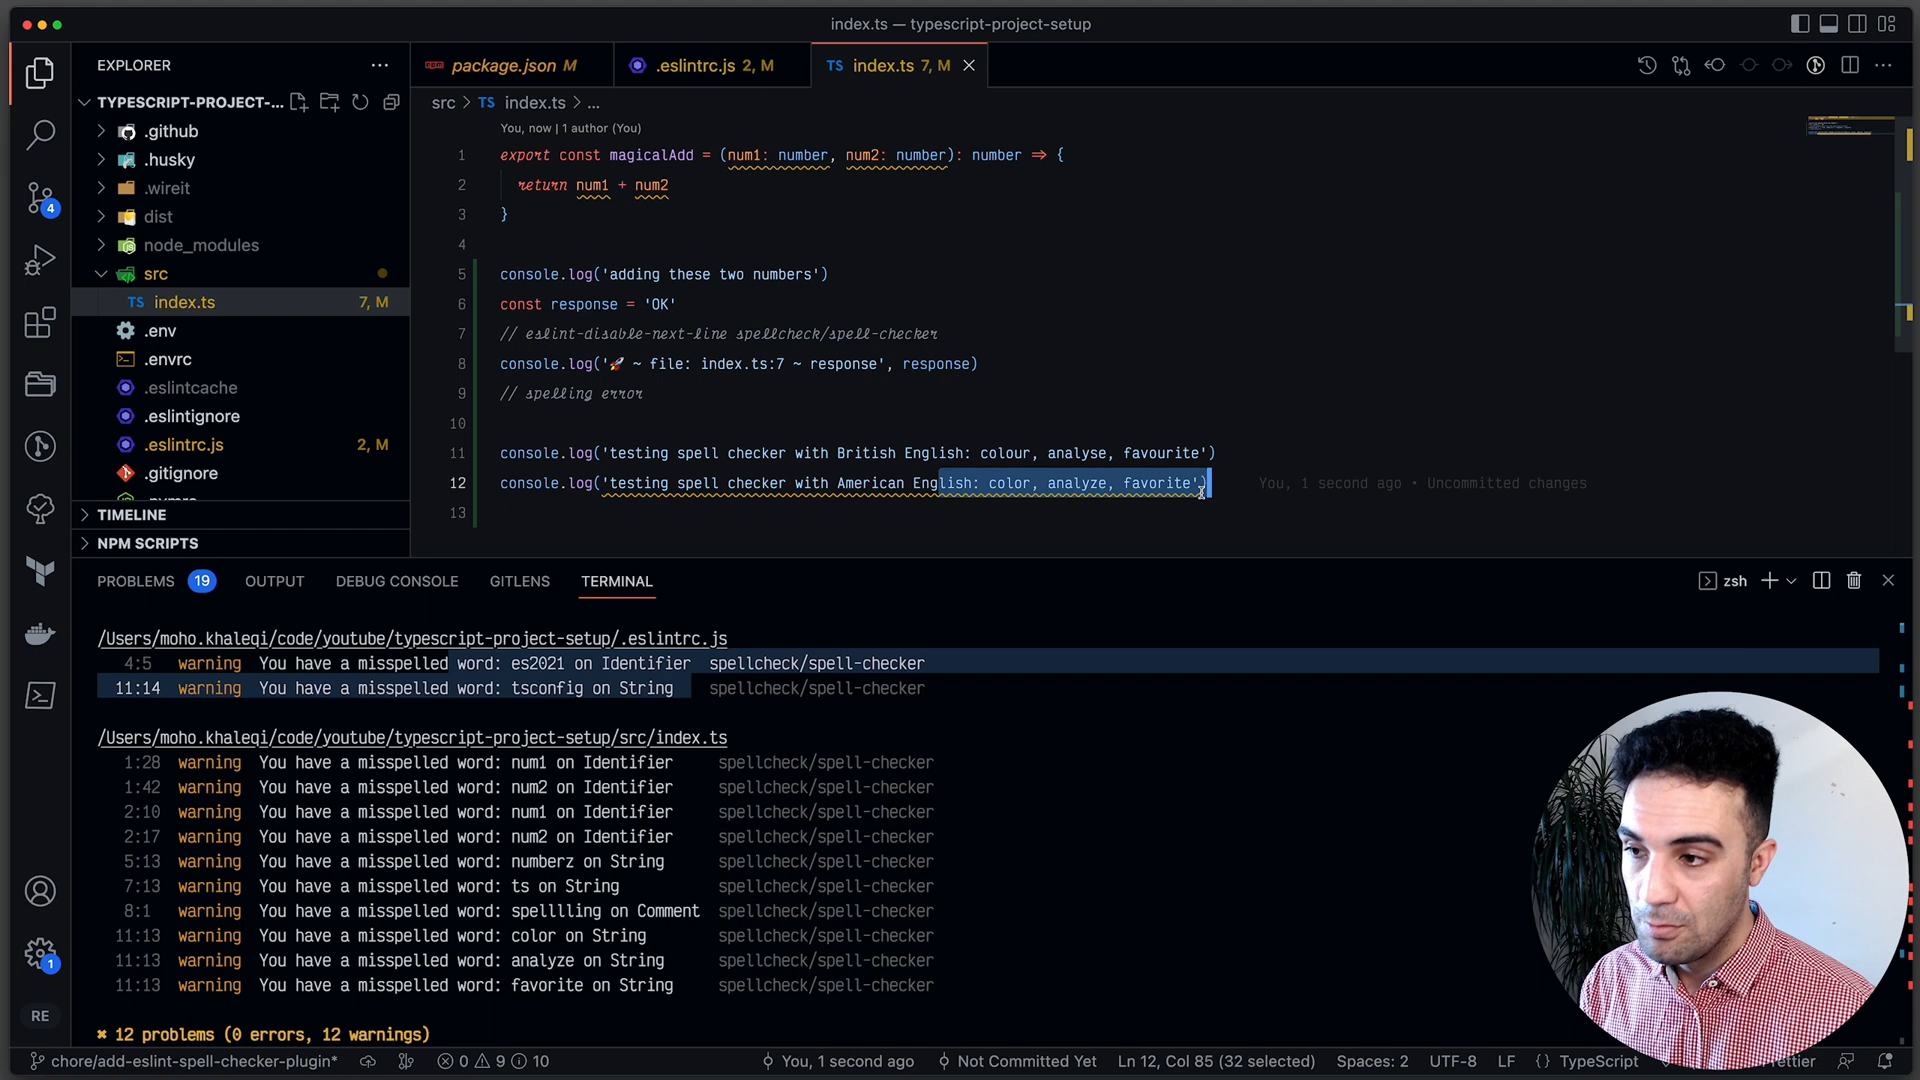 index.ts — typescript-project-setup
EXPLORER
package.json M
.eslintrc.js 2, M
TS index.ts 7, M
TYPESCRIPT-PROJECT-...
src > TS index.ts > ...
.github
.husky
.wireit
dist
node_modules
src
TS index.ts 7, M
.env
.envrc
.eslintcache
.eslintignore
.eslintrc.js 2, M
.gitignore
TIMELINE
NPM SCRIPTS
4
1
RE
You, now | 1 author (You)
1 export const magicalAdd = (num1: number, num2: number): number => {
2 return num1 + num2
3 }
4
5 console.log('adding these two numbers')
6 const response = 'OK'
7 // eslint-disable-next-line spellcheck/spell-checker
8 console.log('🚀 ~ file: index.ts:7 ~ response', response)
9 // spelling error
10
11 console.log('testing spell checker with British English: colour, analyse, favourite')
12 console.log('testing spell checker with American English: color, analyze, favorite') You, 1 second ago • Uncommitted changes
13
PROBLEMS 19 OUTPUT DEBUG CONSOLE GITLENS TERMINAL
zsh
/Users/moho.khaleqi/code/youtube/typescript-project-setup/.eslintrc.js
4:5 warning You have a misspelled word: es2021 on Identifier spellcheck/spell-checker
11:14 warning You have a misspelled word: tsconfig on String spellcheck/spell-checker
/Users/moho.khaleqi/code/youtube/typescript-project-setup/src/index.ts
1:28 warning You have a misspelled word: num1 on Identifier spellcheck/spell-checker
1:42 warning You have a misspelled word: num2 on Identifier spellcheck/spell-checker
2:10 warning You have a misspelled word: num1 on Identifier spellcheck/spell-checker
2:17 warning You have a misspelled word: num2 on Identifier spellcheck/spell-checker
5:13 warning You have a misspelled word: numberz on String spellcheck/spell-checker
7:13 warning You have a misspelled word: ts on String spellcheck/spell-checker
8:1 warning You have a misspelled word: spelllling on Comment spellcheck/spell-checker
11:13 warning You have a misspelled word: color on String spellcheck/spell-checker
11:13 warning You have a misspelled word: analyze on String spellcheck/spell-checker
11:13 warning You have a misspelled word: favorite on String spellcheck/spell-checker
✖ 12 problems (0 errors, 12 warnings)
chore/add-eslint-spell-checker-plugin* 0 9 10 You, 1 second ago Not Committed Yet Ln 12, Col 85 (32 selected) Spaces: 2 UTF-8 LF {} TypeScript